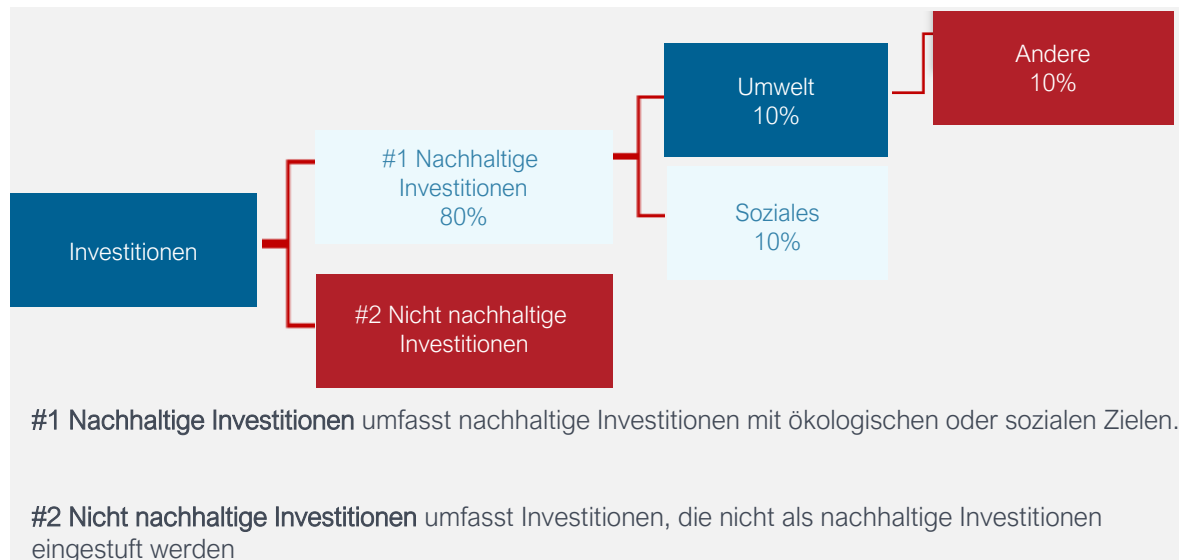 Andere
10%
Umwelt
10%
#1 Nachhaltige
Investitionen
80%
Soziales
10%
Investitionen
#2 Nicht nachhaltige
Investitionen
#1 Nachhaltige Investitionen umfasst nachhaltige Investitionen mit ökologischen oder sozialen Zielen.
#2 Nicht nachhaltige Investitionen umfasst Investitionen, die nicht als nachhaltige Investitionen
eingestuft werden